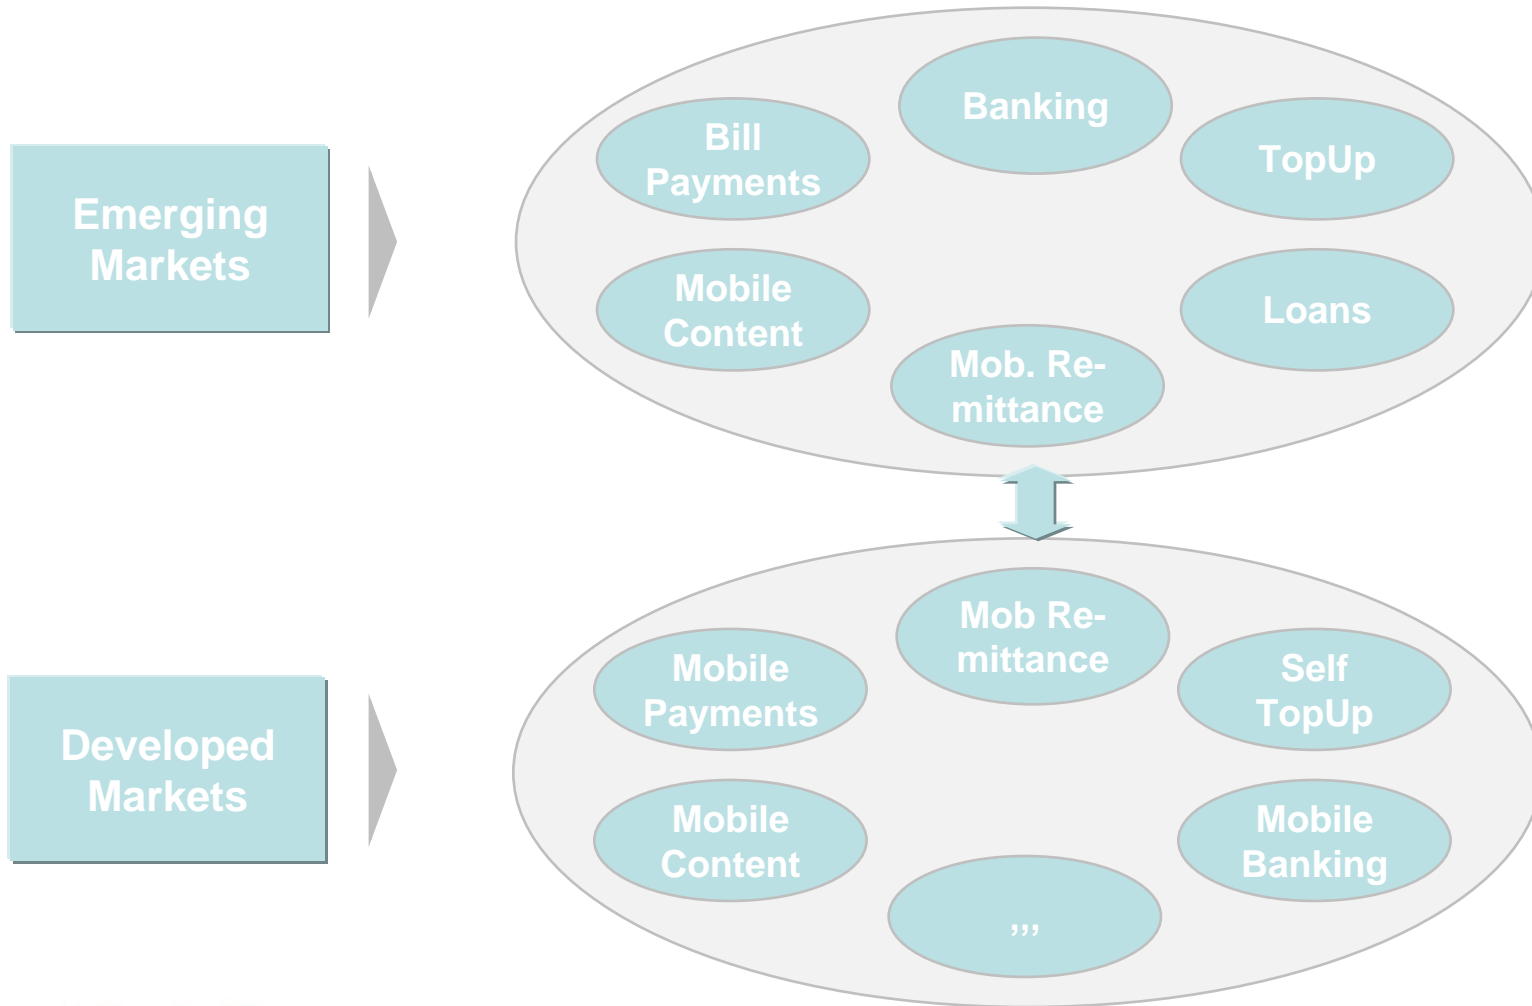 Emerging
Markets
Banking
Bill
Payments
TopUp
Mobile
Content
Loans
Mob. Re-
mittance
Developed
Markets
Mob Re-
mittance
Mobile
Payments
Self
TopUp
Mobile
Content
Mobile
Banking
,,,